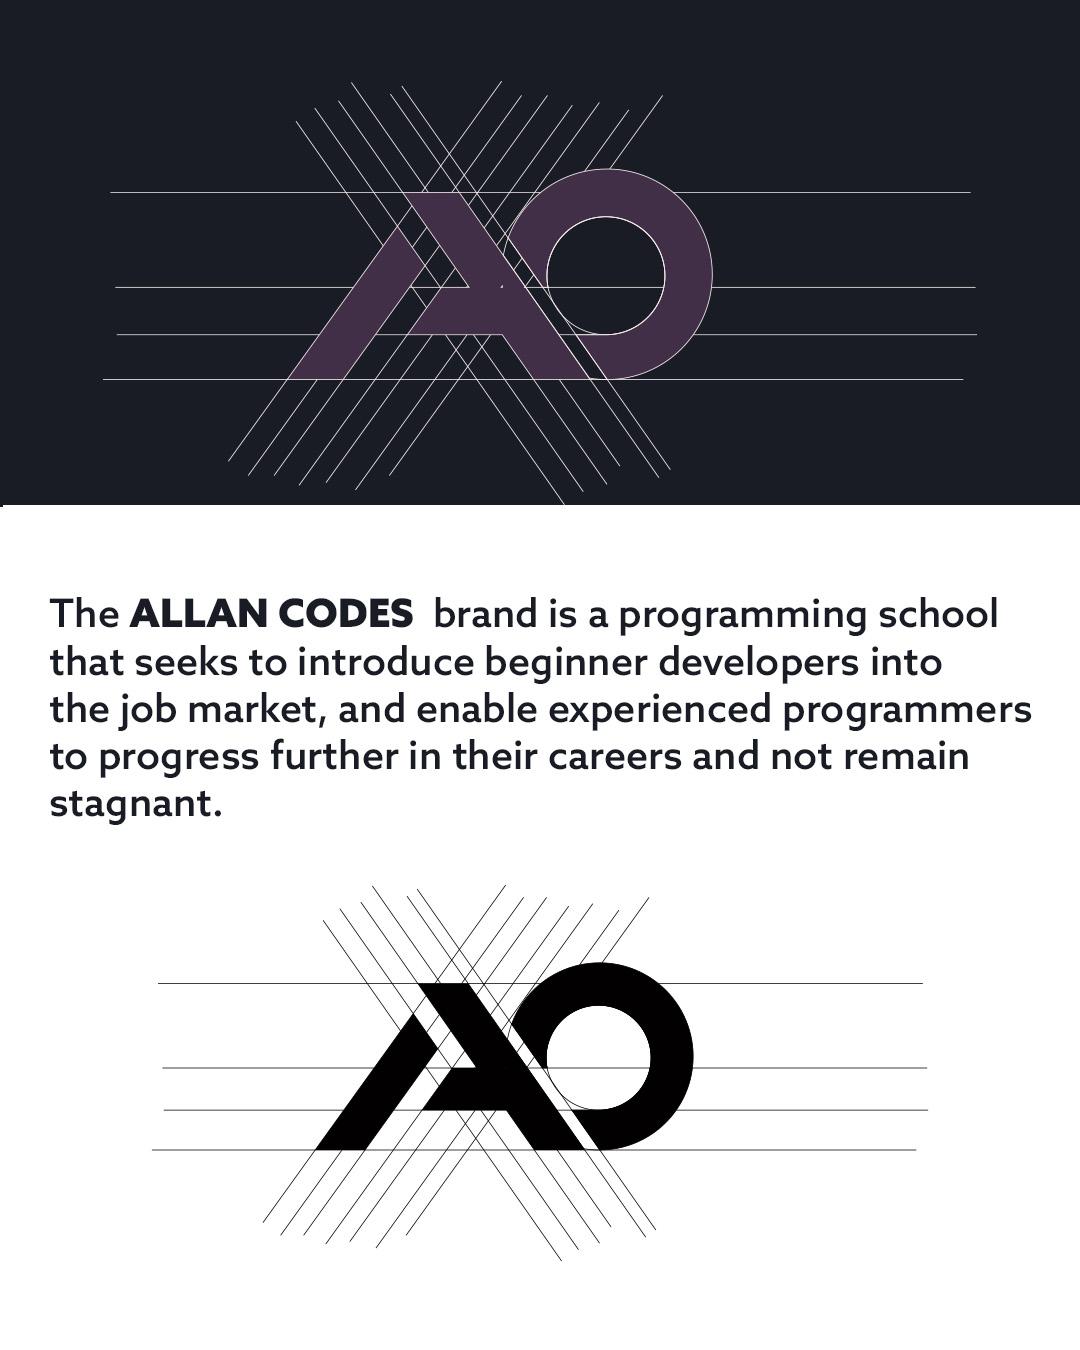 The ALLAN CODES brand is a programming school
that seeks to introduce beginner developers into
the job market, and enable experienced programmers
to progress further in their careers and not remain
stagnant.